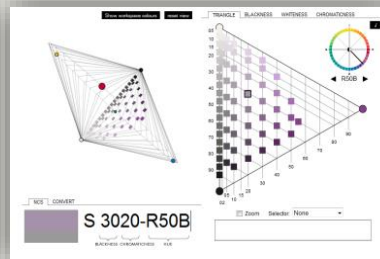 Show workspace colours reset view
TRIANGLE BLACKNESS WHITENESS CHROMATICNESS
R50B
NCS CONVERT
S 3020-R50B
BLACKNESS CHROMATICNESS HUE
Zoom Selector None